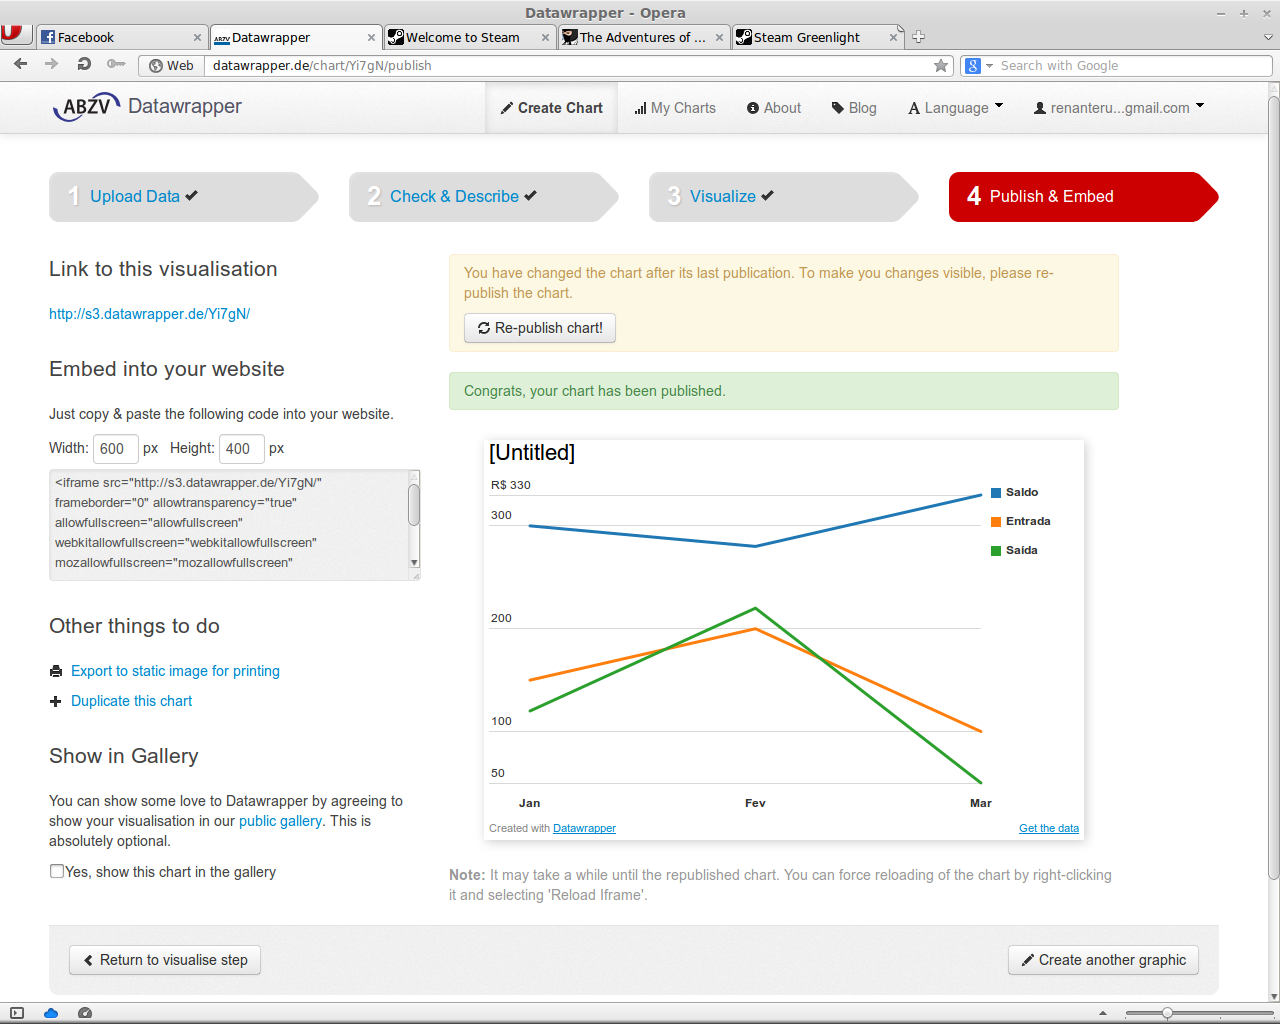 Datawrapper - Opera
Facebook
Datawrapper
Welcome to Steam
The Adventures of ...
Steam Greenlight
Web
datawrapper.de/chart/Yi7gN/publish
Search with Google
ABZV Datawrapper
Create Chart
My Charts
About
Blog
Language
renanteru...gmail.com
1 Upload Data
2 Check & Describe
3 Visualize
4 Publish & Embed
Link to this visualisation
http://s3.datawrapper.de/Yi7gN/
Embed into your website
Just copy & paste the following code into your website.
Width: 600 px Height: 400 px
<iframe src="http://s3.datawrapper.de/Yi7gN/"
frameborder="0" allowtransparency="true"
allowfullscreen="allowfullscreen"
webkitallowfullscreen="webkitallowfullscreen"
mozallowfullscreen="mozallowfullscreen"
Other things to do
Export to static image for printing
Duplicate this chart
Show in Gallery
You can show some love to Datawrapper by agreeing to
show your visualisation in our public gallery. This is
absolutely optional.
Yes, show this chart in the gallery
You have changed the chart after its last publication. To make you changes visible, please re-
publish the chart.
Re-publish chart!
Congrats, your chart has been published.
[Untitled]
R$ 330
300
200
100
50
Jan
Fev
Mar
Saldo
Entrada
Saída
Created with Datawrapper
Get the data
Note: It may take a while until the republished chart. You can force reloading of the chart by right-clicking
it and selecting 'Reload Iframe'.
Return to visualise step
Create another graphic